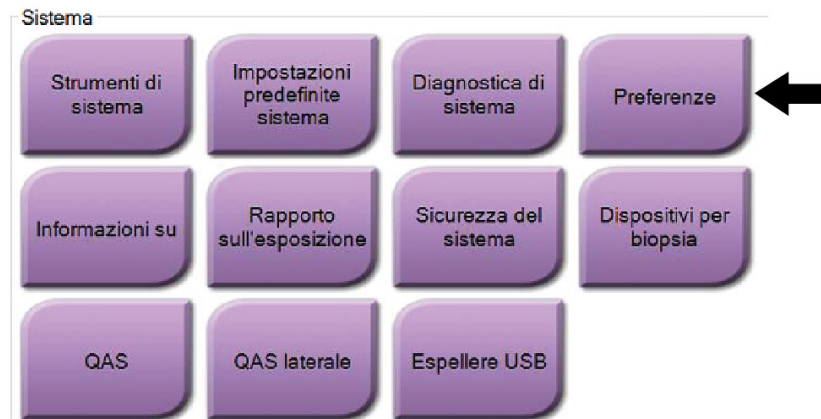 Sistema
Strumenti di
sistema
Impostazioni
predefinite
sistema
Diagnostica di
sistema
Preferenze
Informazioni su
Rapporto
sull'esposizione
Sicurezza del
sistema
Dispositivi per
biopsia
QAS
QAS laterale
Espellere USB